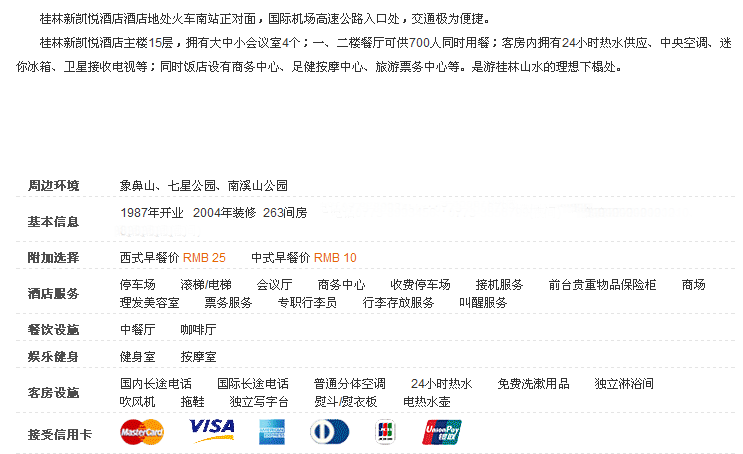 桂林新凯悦酒店酒店地处火车南站正对面，国际机场高速公路入口处，交通极为便捷。
桂林新凯悦酒店主楼15层，拥有大中小会议室4个；一、二楼餐厅可供700人同时用餐；客房内拥有24小时热水供应、中央空调、迷
你冰箱、卫星接收电视等；同时饭店设有商务中心、足健按摩中心、旅游票务中心等。是游桂林山水的理想下榻处。
周边环境 象鼻山、七星公园、南溪山公园
基本信息 1987年开业 2004年装修 263间房
附加选择 西式早餐价 RMB 25 中式早餐价 RMB 10
酒店服务 停车场 滚梯/电梯 会议厅 商务中心 收费停车场 接机服务 前台贵重物品保险柜 商场
理发美容室 票务服务 专职行李员 行李存放服务 叫醒服务
餐饮设施 中餐厅 咖啡厅
娱乐健身 健身室 按摩室
客房设施 国内长途电话 国际长途电话 普通分体空调 24小时热水 免费洗漱用品 独立淋浴间
吹风机 拖鞋 独立写字台 熨斗/熨衣板 电热水壶
接受信用卡 MasterCard VISA AMERICAN EXPRESS JCB UnionPay 银联